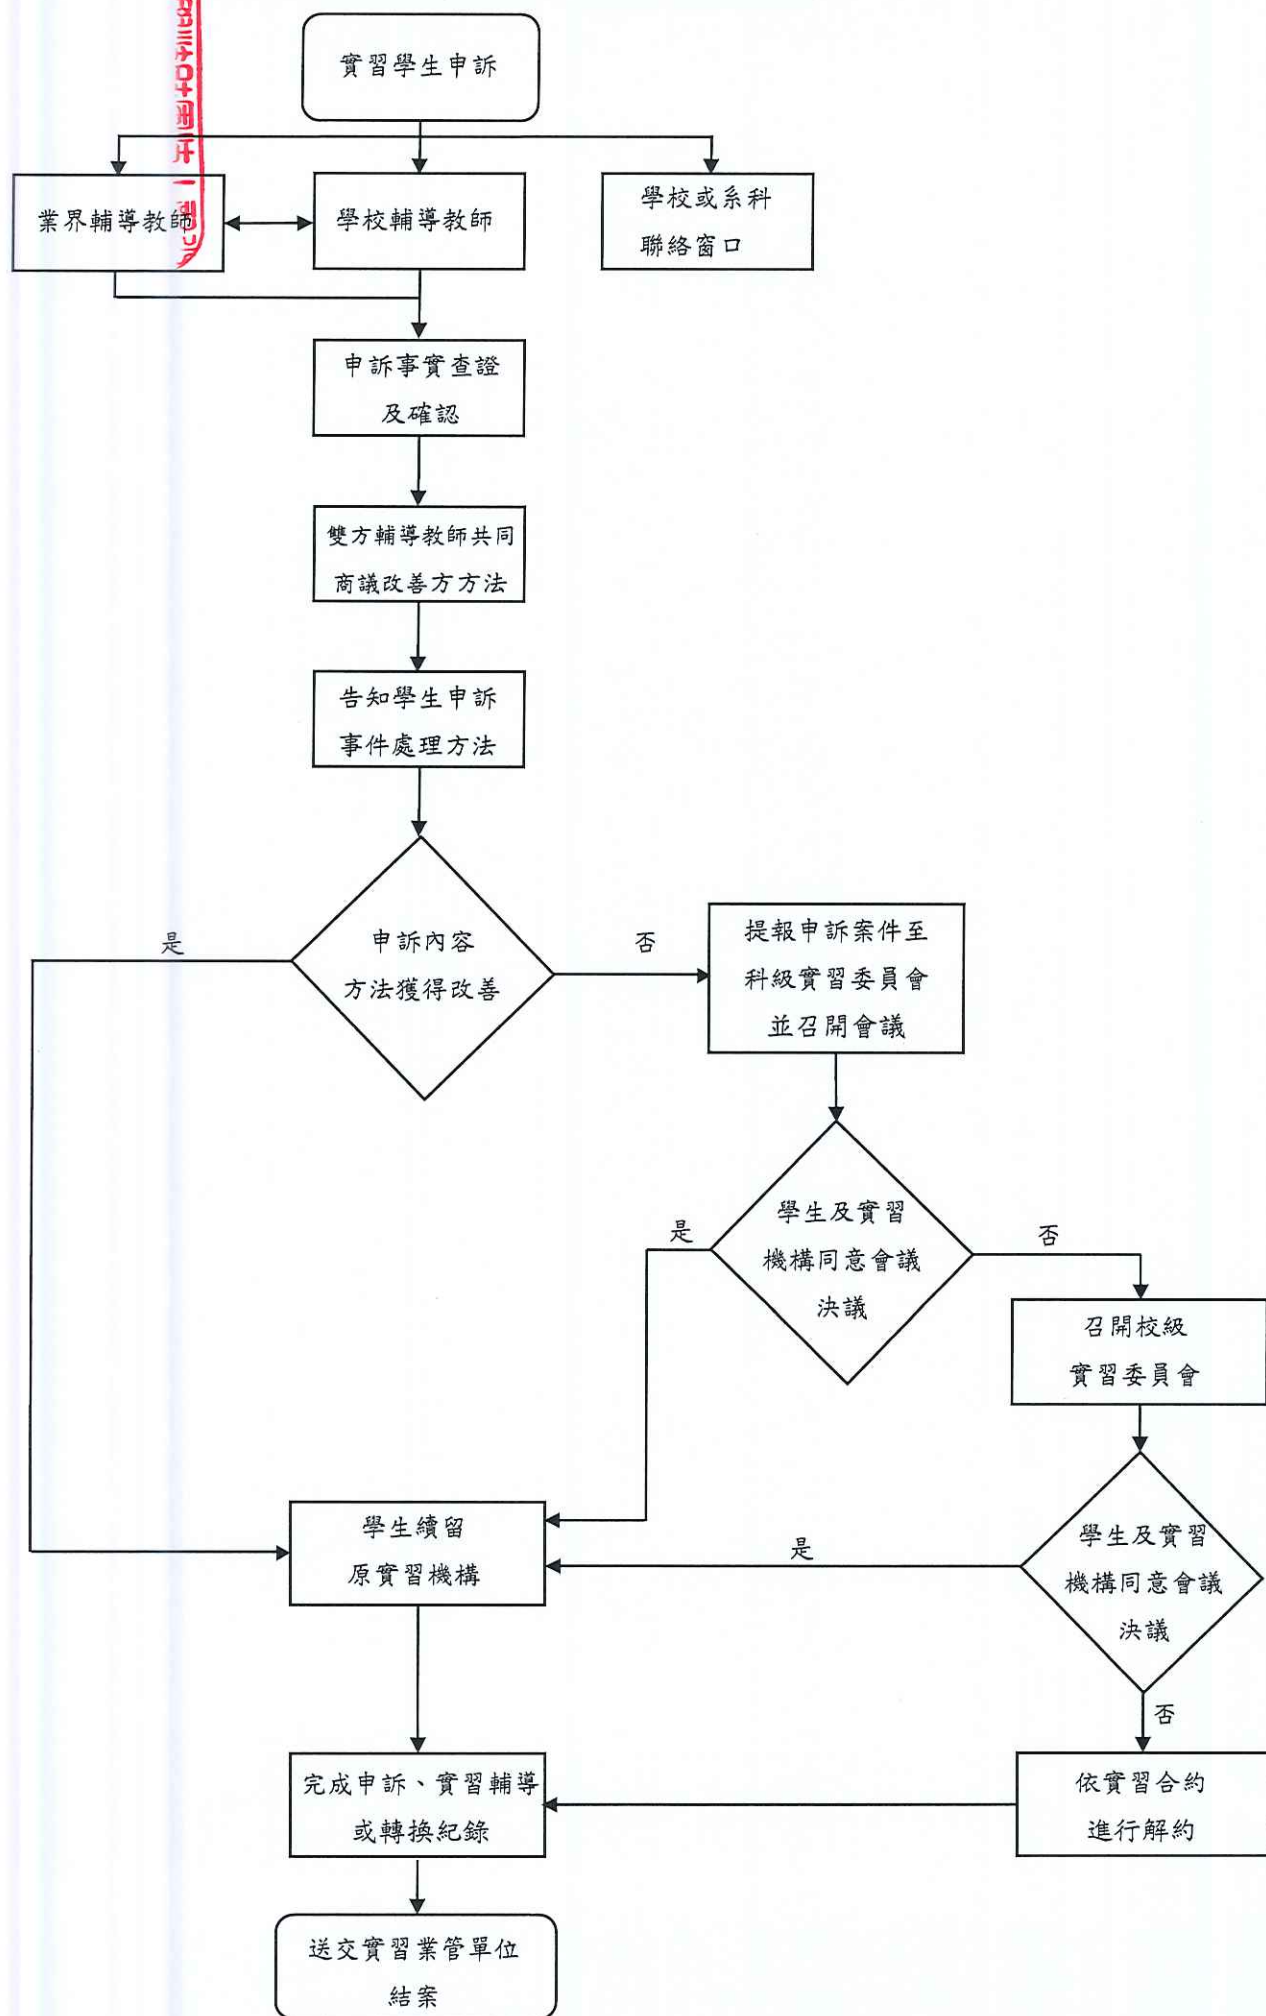 實習學生申訴
業界輔導教師
學校輔導教師
學校或系科
聯絡窗口
申訴事實查證
及確認
雙方輔導教師共同
商議改善方方法
告知學生申訴
事件處理方法
申訴內容
方法獲得改善
是
否
提報申訴案件至
科級實習委員會
並召開會議
學生及實習
機構同意會議
決議
是
否
召開校級
實習委員會
學生及實習
機構同意會議
決議
是
否
學生續留
原實習機構
依實習合約
進行解約
完成申訴、實習輔導
或轉換紀錄
送交實習業管單位
結案